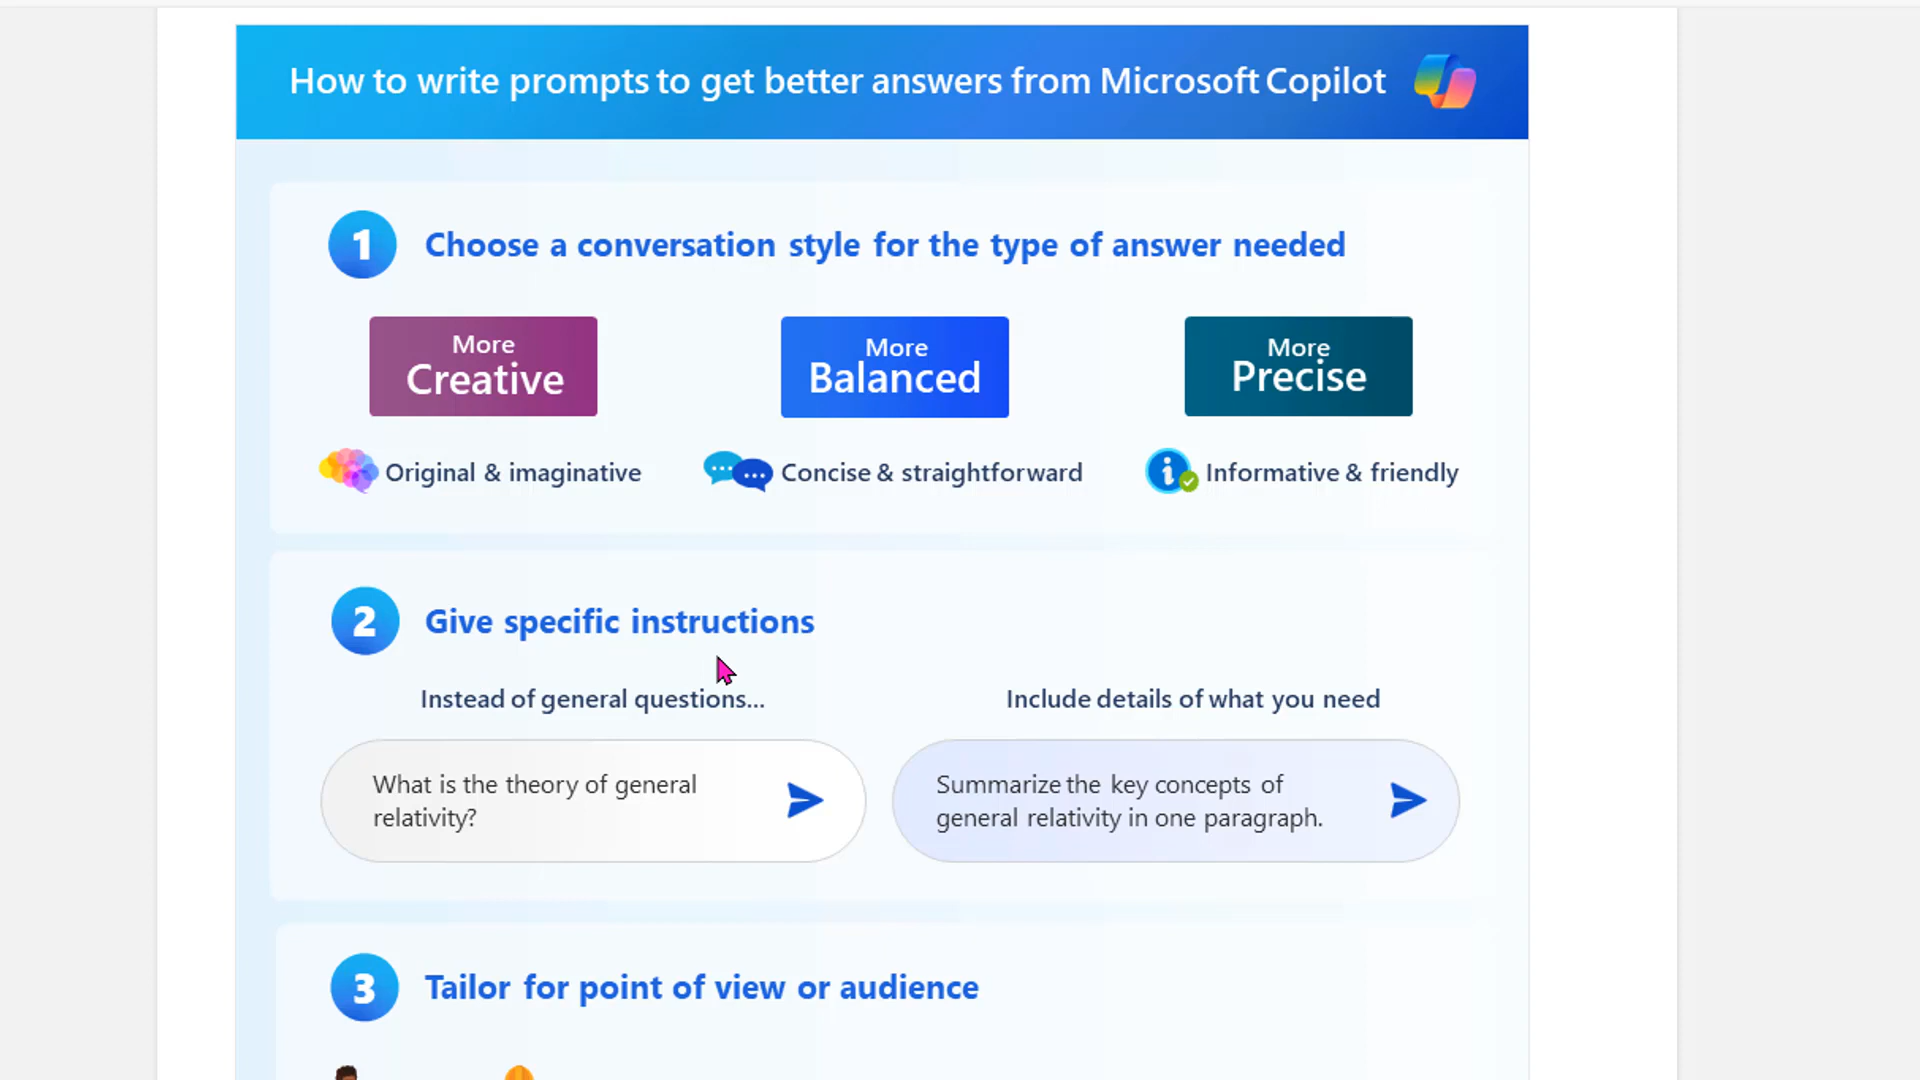 How to write prompts to get better answers from Microsoft Copilot
1
Choose a conversation style for the type of answer needed
More
Creative
More
Balanced
More
Precise
Original & imaginative
Concise & straightforward
Informative & friendly
2
Give specific instructions
Instead of general questions...
Include details of what you need
What is the theory of general
relativity?
Summarize the key concepts of
general relativity in one paragraph.
3
Tailor for point of view or audience